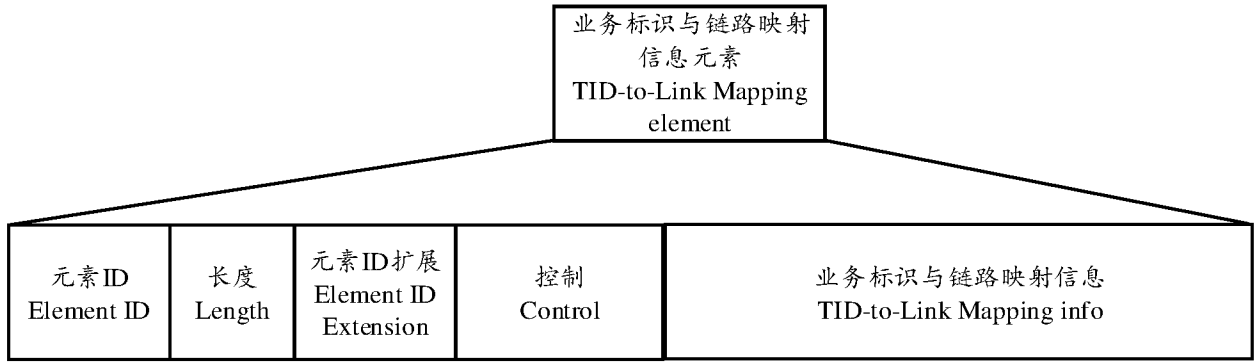 业务标识与链路映射
信息元素
TID-to-Link Mapping
element
元素ID
Element ID
长度
Length
元素ID扩展
Element ID
Extension
控制
Control
业务标识与链路映射信息
TID-to-Link Mapping info